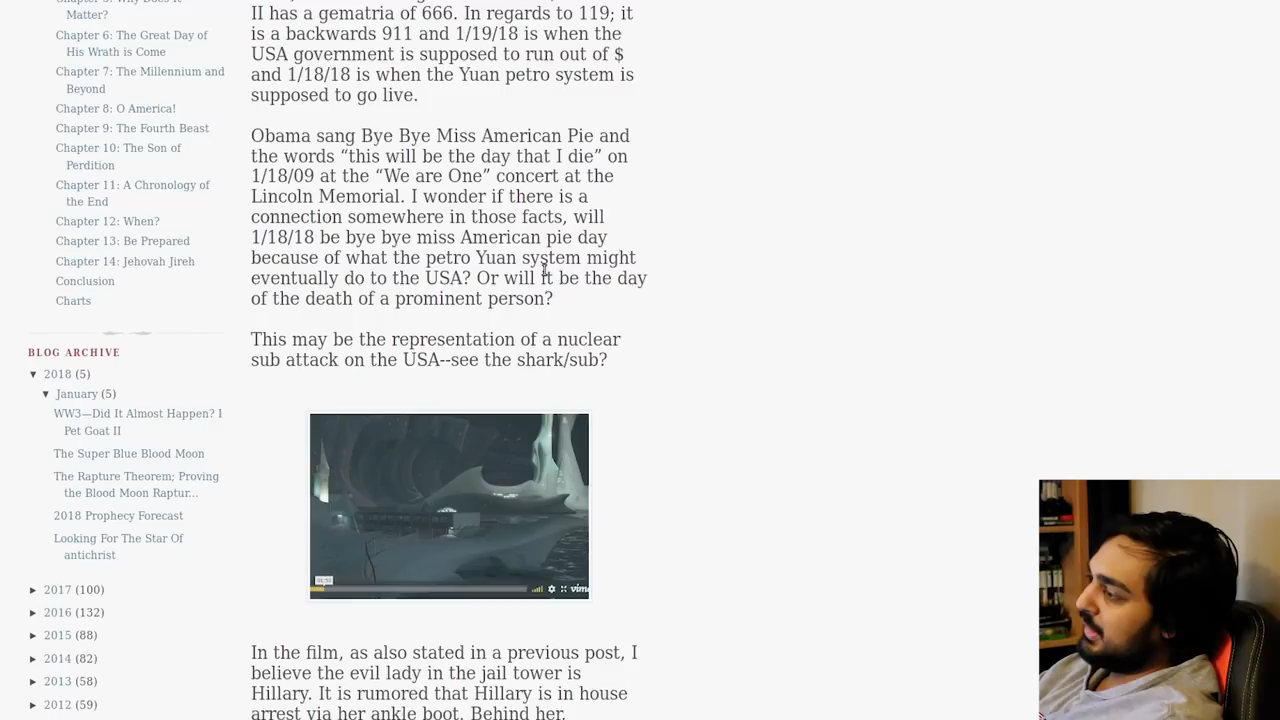 Chapter 5: Why Does It
Matter?
Chapter 6: The Great Day of
His Wrath is Come
Chapter 7: The Millennium and
Beyond
Chapter 8: O America!
Chapter 9: The Fourth Beast
Chapter 10: The Son of
Perdition
Chapter 11: A Chronology of
the End
Chapter 12: When?
Chapter 13: Be Prepared
Chapter 14: Jehovah Jireh
Conclusion
Charts
BLOG ARCHIVE
▼ 2018 (5)
▼ January (5)
WW3—Did It Almost Happen? I
Pet Goat II
The Super Blue Blood Moon
The Rapture Theorem; Proving
the Blood Moon Raptur...
2018 Prophecy Forecast
Looking For The Star Of
antichrist
► 2017 (100)
► 2016 (132)
► 2015 (88)
► 2014 (82)
► 2013 (58)
► 2012 (59)
II has a gematria of 666. In regards to 119; it
is a backwards 911 and 1/19/18 is when the
USA government is supposed to run out of $
and 1/18/18 is when the Yuan petro system is
supposed to go live.
Obama sang Bye Bye Miss American Pie and
the words “this will be the day that I die” on
1/18/09 at the “We are One” concert at the
Lincoln Memorial. I wonder if there is a
connection somewhere in those facts, will
1/18/18 be bye bye miss American pie day
because of what the petro Yuan system might
eventually do to the USA? Or will it be the day
of the death of a prominent person?
This may be the representation of a nuclear
sub attack on the USA--see the shark/sub?
vime
In the film, as also stated in a previous post, I
believe the evil lady in the jail tower is
Hillary. It is rumored that Hillary is in house
arrest via her ankle boot. Behind her,